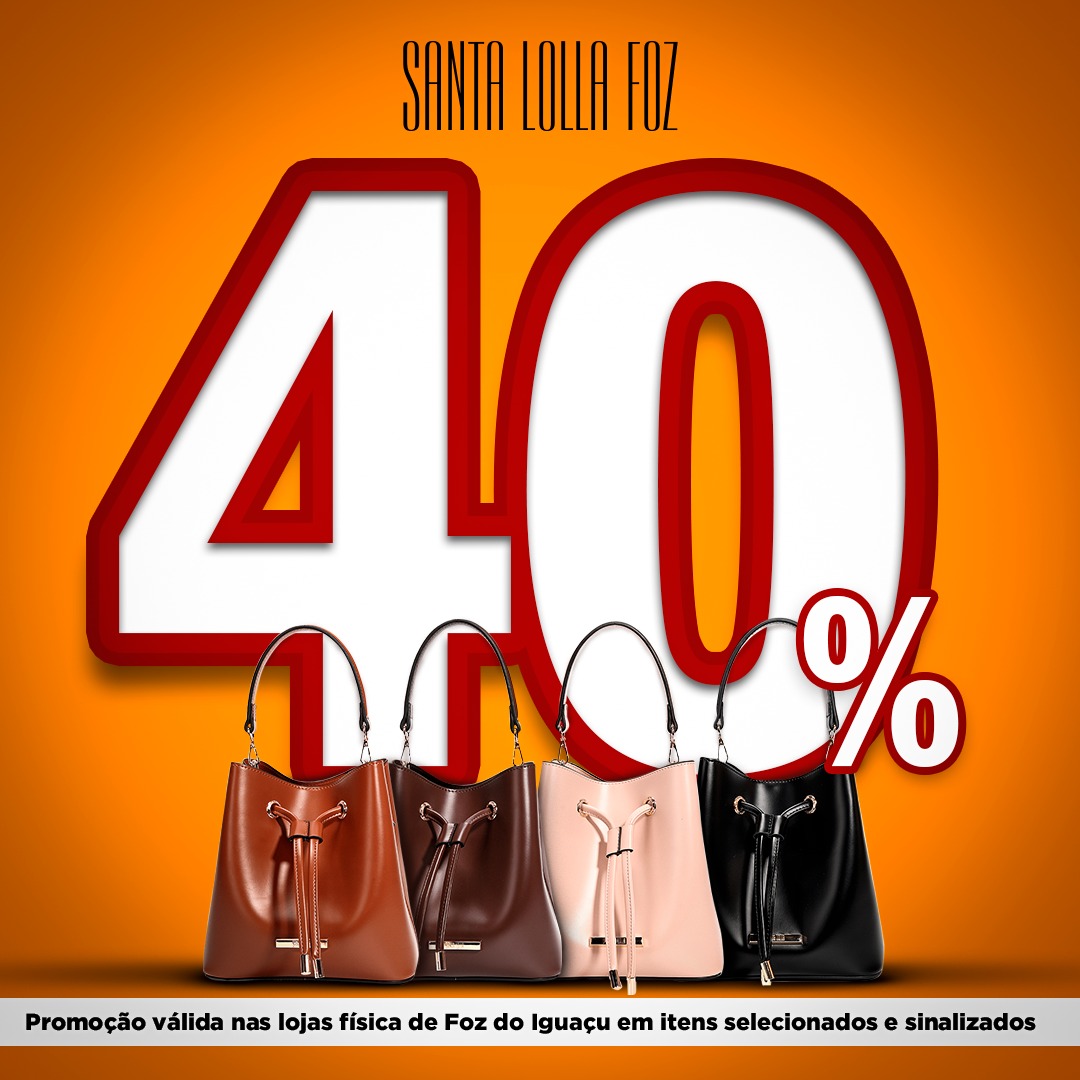 SANTA LOLLA FOZ
40%
Promoção válida nas lojas física de Foz do Iguaçu em itens selecionados e sinalizados